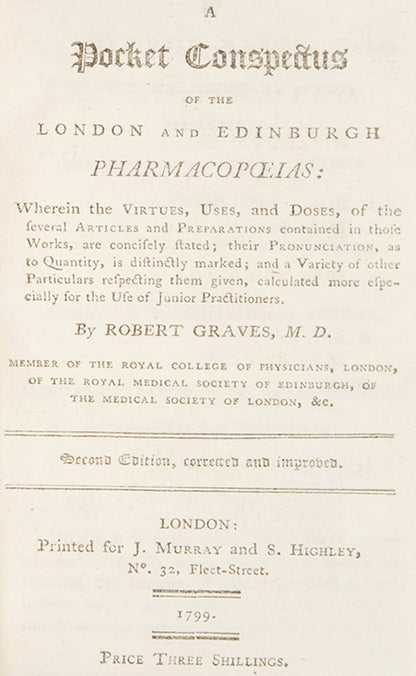 A
Pocket Conspectus
OF THE
LONDON AND EDINBURGH
PHARMACOPŒIAS:
Wherein the VIRTUES, USES, and DOSES, of the
ſeveral ARTICLES and PREPARATIONS contained in thoſe
Works, are conciſely ſtated; their PRONUNCIATION, as
to Quantity, is diſtinctly marked; and a Variety of other
Particulars reſpecting them given, calculated more eſpe-
cially for the Uſe of Junior Practitioners.
By ROBERT GRAVES, M. D.
MEMBER OF THE ROYAL COLLEGE OF PHYSICIANS, LONDON,
OF THE ROYAL MEDICAL SOCIETY OF EDINBURGH, OF
THE MEDICAL SOCIETY OF LONDON, &c.
Second Edition, corrected and improved.
LONDON:
Printed for J. MURRAY and S. HIGHLEY,
No. 32, Fleet-Street.
1799.
PRICE THREE SHILLINGS.